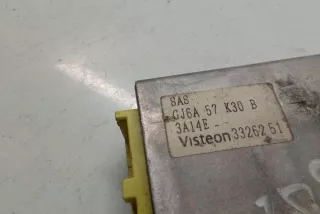 SAS
GJ6A 57 K30 B
3A14E - -
Visteon 3326251